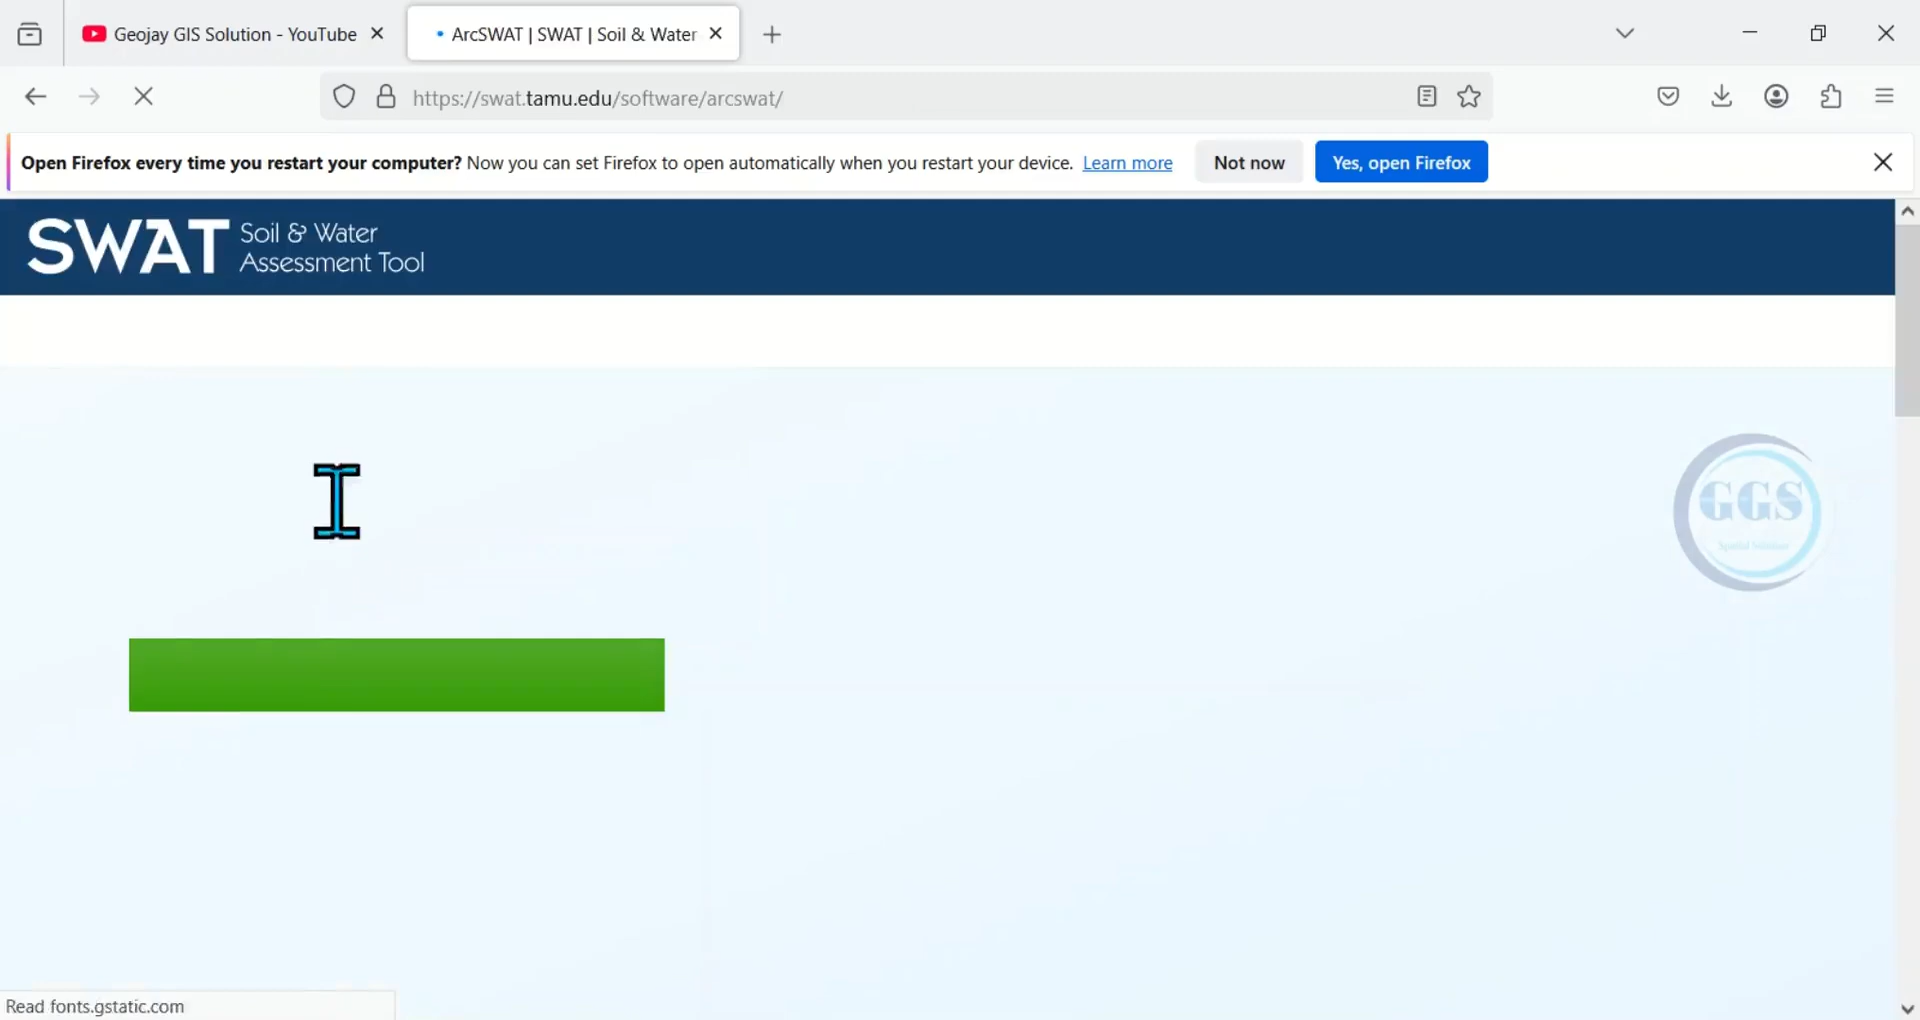 Geojay GIS Solution - YouTube
ArcSWAT | SWAT | Soil & Water
https://swat.tamu.edu/software/arcswat/
Open Firefox every time you restart your computer? Now you can set Firefox to open automatically when you restart your device. Learn more
Not now
Yes, open Firefox
SWAT Soil & Water
Assessment Tool
GGS
Spatial Solution
Read fonts.gstatic.com